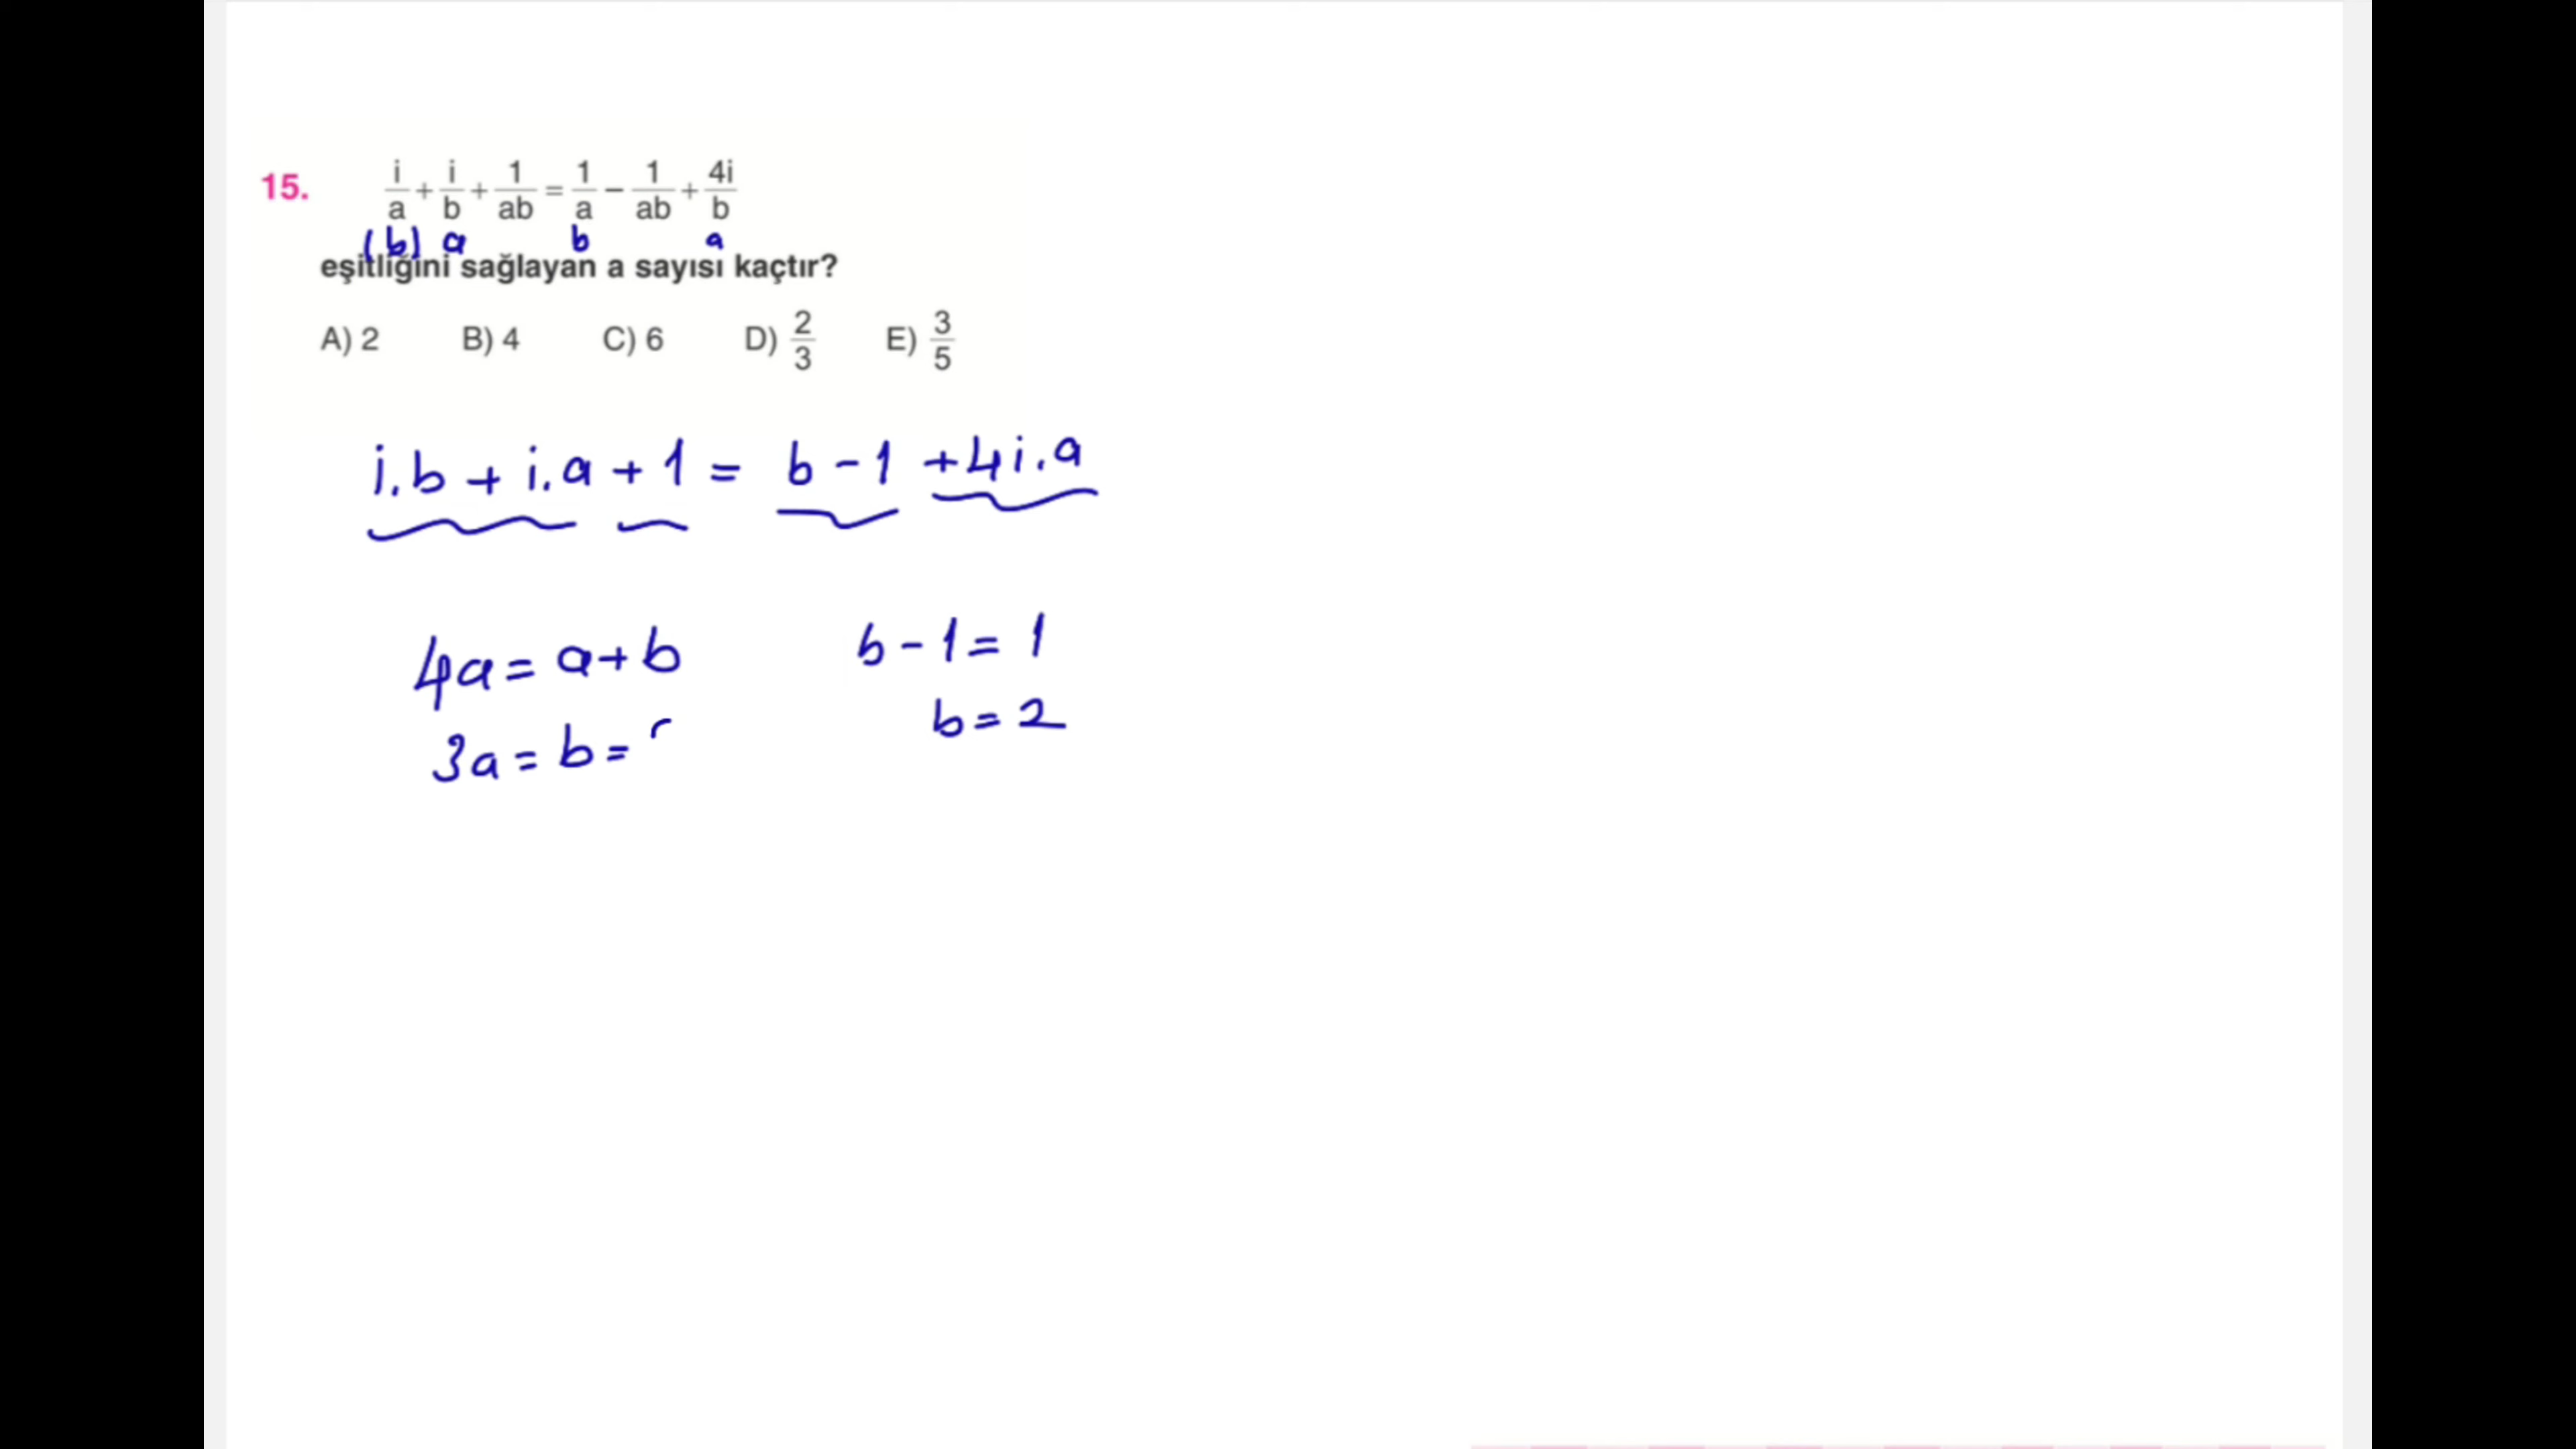 15. i/a + i/b + 1/ab = 1/a - 1/ab + 4i/b
(b) a b a
eşitliğini sağlayan a sayısı kaçtır?
A) 2 B) 4 C) 6 D) 2/3 E) 3/5
i.b + i.a + 1 = b - 1 + 4i.a
4a = a + b
3a = b =
b - 1 = 1
b = 2